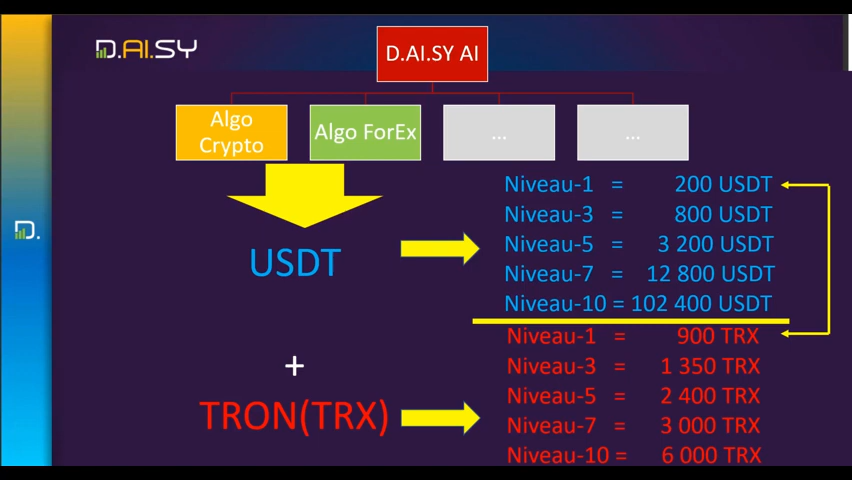 D.AI.SY
D.AI.SY AI
Algo
Crypto
Algo ForEx
...
...
D.
USDT
Niveau-1 = 200 USDT
Niveau-3 = 800 USDT
Niveau-5 = 3 200 USDT
Niveau-7 = 12 800 USDT
Niveau-10 = 102 400 USDT
+
TRON(TRX)
Niveau-1 = 900 TRX
Niveau-3 = 1 350 TRX
Niveau-5 = 2 400 TRX
Niveau-7 = 3 000 TRX
Niveau-10 = 6 000 TRX